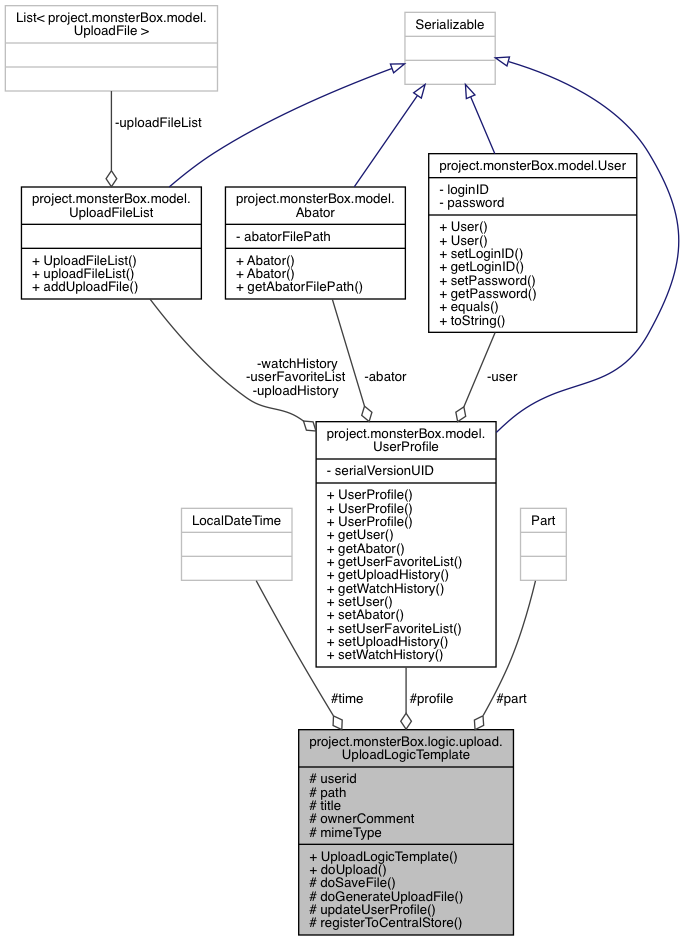 List< project.monsterBox.model.
UploadFile >
Serializable
-uploadFileList
project.monsterBox.model.
UploadFileList
+ UploadFileList()
+ uploadFileList()
+ addUploadFile()
project.monsterBox.model.
Abator
- abatorFilePath
+ Abator()
+ Abator()
+ getAbatorFilePath()
project.monsterBox.model.User
- loginID
- password
+ User()
+ User()
+ setLoginID()
+ getLoginID()
+ setPassword()
+ getPassword()
+ equals()
+ toString()
-watchHistory
-userFavoriteList
-uploadHistory
-abator
-user
project.monsterBox.model.
UserProfile
- serialVersionUID
+ UserProfile()
+ UserProfile()
+ UserProfile()
+ getUser()
+ getAbator()
+ getUserFavoriteList()
+ getUploadHistory()
+ getWatchHistory()
+ setUser()
+ setAbator()
+ setUserFavoriteList()
+ setUploadHistory()
+ setWatchHistory()
LocalDateTime
Part
#time
#profile
#part
project.monsterBox.logic.upload.
UploadLogicTemplate
# userid
# path
# title
# ownerComment
# mimeType
+ UploadLogicTemplate()
+ doUpload()
# doSaveFile()
# doGenerateUploadFile()
# updateUserProfile()
# registerToCentralStore()